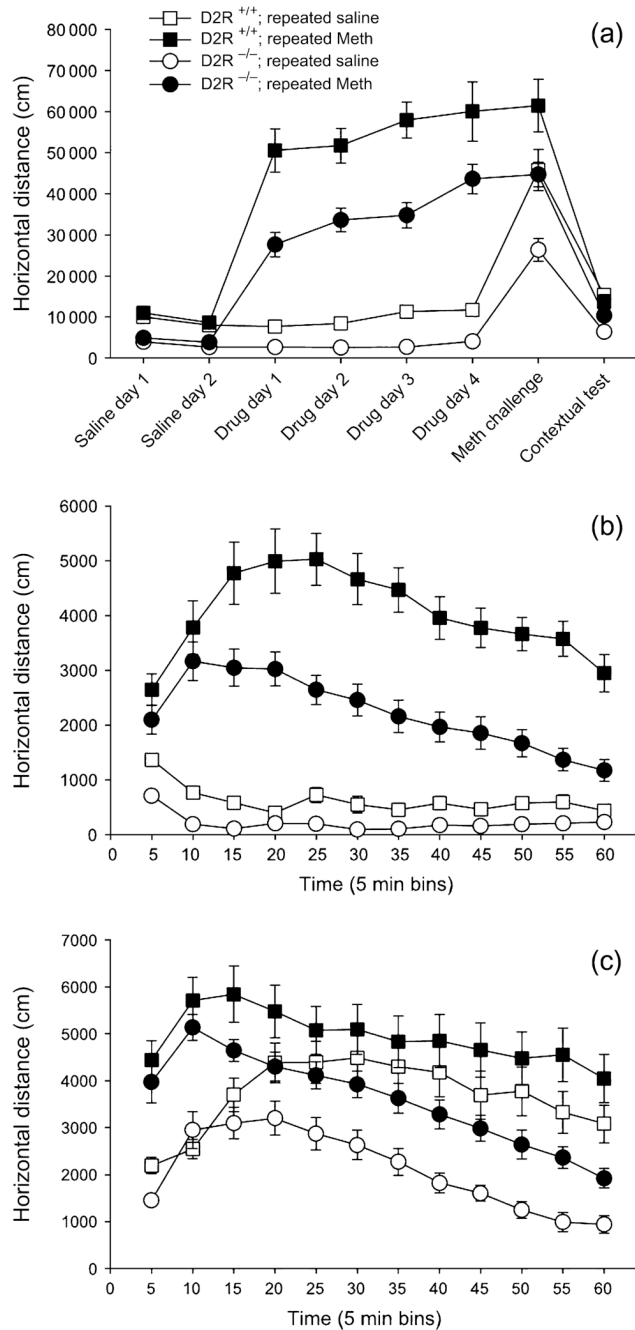 D2R +/+; repeated saline
D2R +/+; repeated Meth
D2R −/−; repeated saline
D2R −/−; repeated Meth
(a)
Horizontal distance (cm)
80 000
70 000
60 000
50 000
40 000
30 000
20 000
10 000
0
Saline day 1
Saline day 2
Drug day 1
Drug day 2
Drug day 3
Drug day 4
Meth challenge
Contextual test
(b)
Horizontal distance (cm)
6000
5000
4000
3000
2000
1000
0
0 5 10 15 20 25 30 35 40 45 50 55 60
Time (5 min bins)
(c)
Horizontal distance (cm)
7000
6000
5000
4000
3000
2000
1000
0
0 5 10 15 20 25 30 35 40 45 50 55 60
Time (5 min bins)